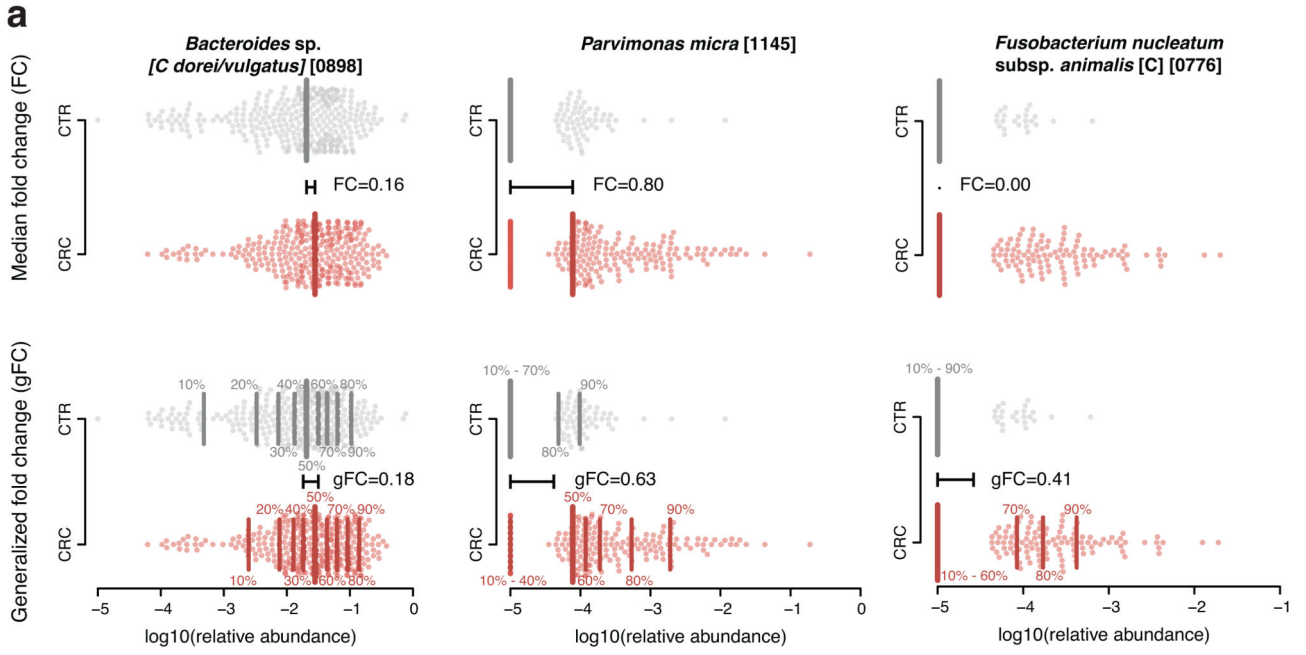 a
Bacteroides sp.
[C dorei/vulgatus] [0898]
Parvimonas micra [1145]
Fusobacterium nucleatum
subsp. animalis [C] [0776]
Median fold change (FC)
CTR
CRC
FC=0.16
CTR
CRC
FC=0.80
CTR
CRC
FC=0.00
Generalized fold change (gFC)
CTR
10%
20%
40%
60%
80%
30%
70%
90%
50%
gFC=0.18
CRC
50%
20%
40%
70%
90%
10%
30%
60%
80%
−5
−4
−3
−2
−1
0
log10(relative abundance)
CTR
10% - 70%
90%
80%
gFC=0.63
CRC
50%
70%
90%
10% - 40%
60%
80%
−5
−4
−3
−2
−1
0
log10(relative abundance)
CTR
10% - 90%
gFC=0.41
CRC
70%
90%
10% - 60%
80%
−5
−4
−3
−2
−1
log10(relative abundance)